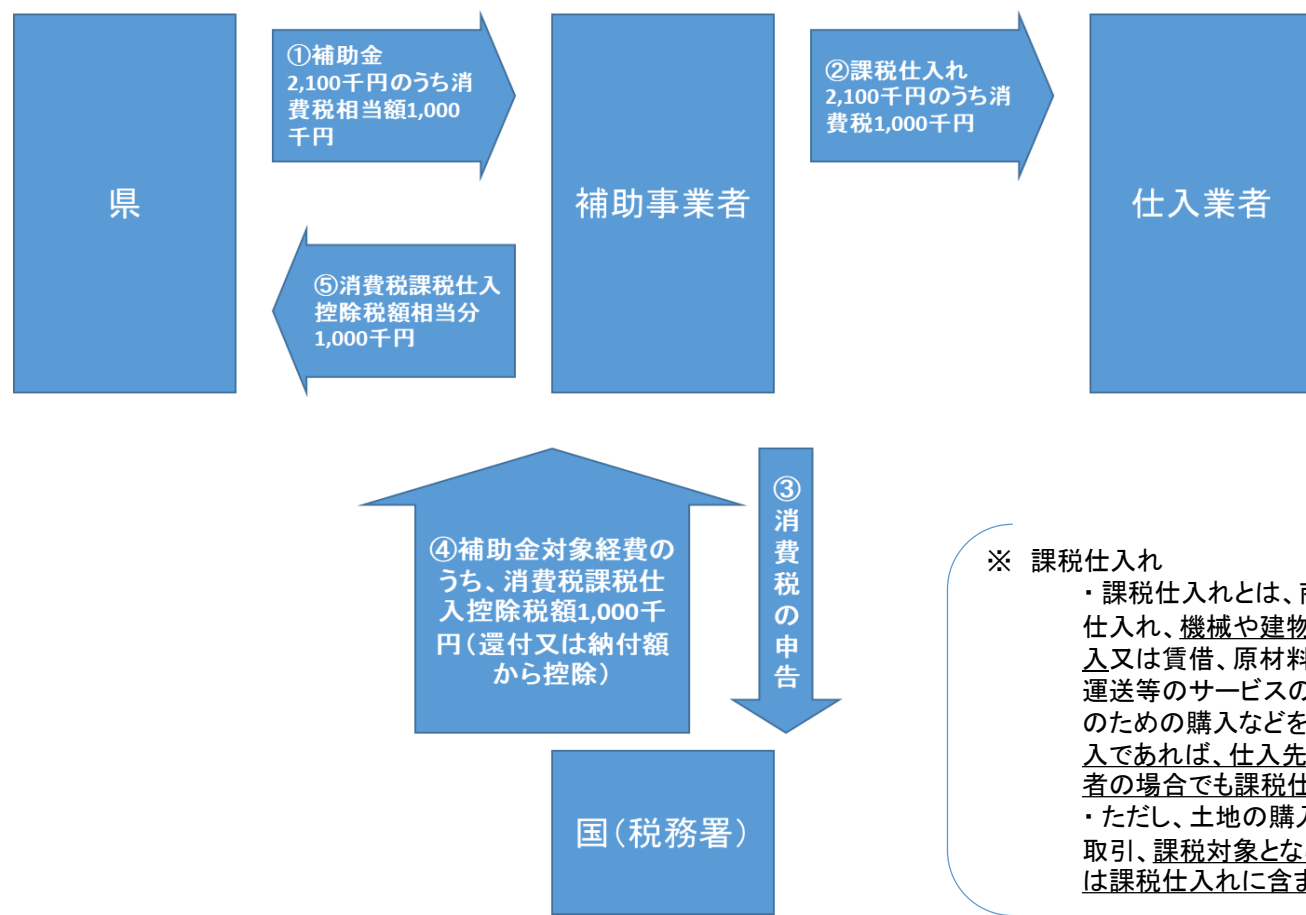 県
①補助金
2,100千円のうち消
費税相当額1,000
千円
補助事業者
②課税仕入れ
2,100千円のうち消
費税1,000千円
仕入業者
⑤消費税課税仕入
控除税額相当分
1,000千円
④補助金対象経費の
うち、消費税課税仕
入控除税額1,000千
円(還付又は納付額
から控除)
③消費税の申告
国(税務署)
※ 課税仕入れ
・課税仕入れとは、
仕入れ、機械や建物
入又は賃借、原材料
運送等のサービスの
のための購入などを
入であれば、仕入先
者の場合でも課税仕
・ただし、土地の購入
取引、課税対象とな
は課税仕入れに含ま